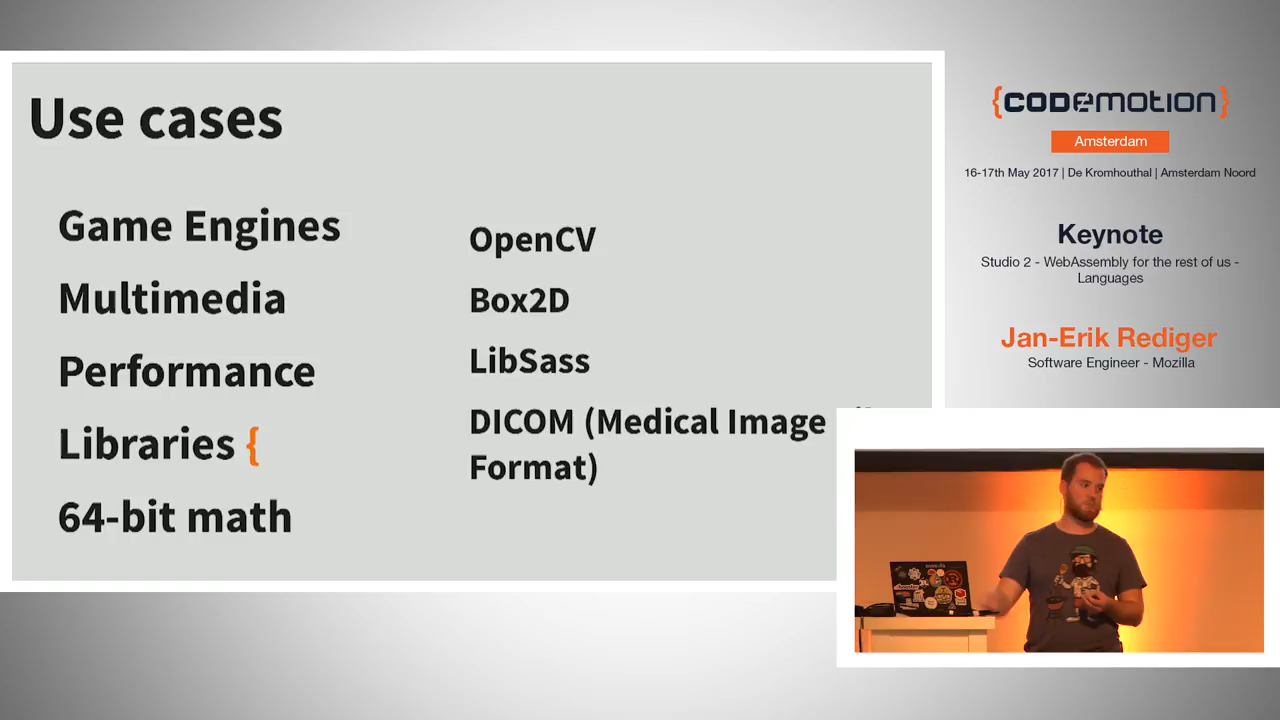 Use cases
Game Engines
Multimedia
Performance
Libraries {
64-bit math
OpenCV
Box2D
LibSass
DICOM (Medical Image
Format)
{CODEMOTION}
Amsterdam
16-17th May 2017 | De Kromhouthal | Amsterdam Noord
Keynote
Studio 2 - WebAssembly for the rest of us -
Languages
Jan-Erik Rediger
Software Engineer - Mozilla